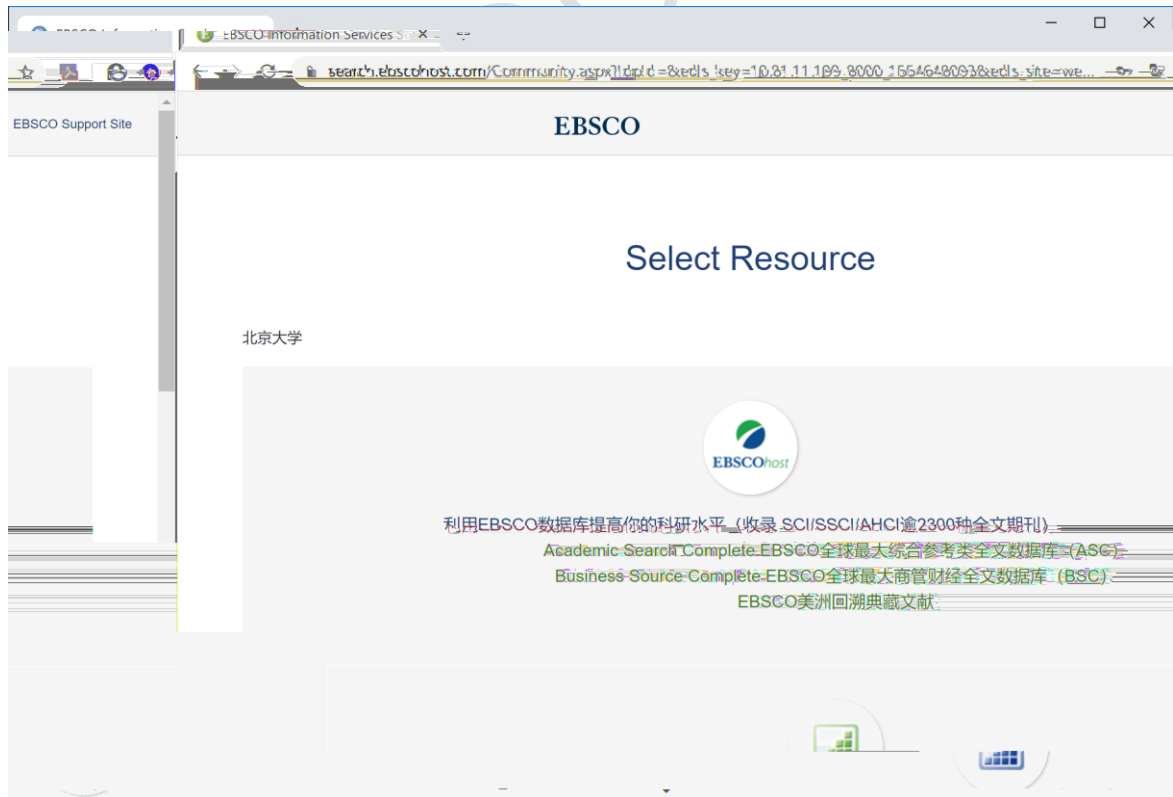 EBSCO Information Services
EBSCO Support Site
EBSCO
Select Resource
北京大学
EBSCOhost
利用EBSCO数据库提高你的科研水平（收录 SCI/SSCI/AHCI逾2300种全文期刊）
Academic Search Complete-EBSCO全球最大综合参考类全文数据库（ASC）
Business Source Complete-EBSCO全球最大商管财经全文数据库（BSC）
EBSCO美洲回溯典藏文献